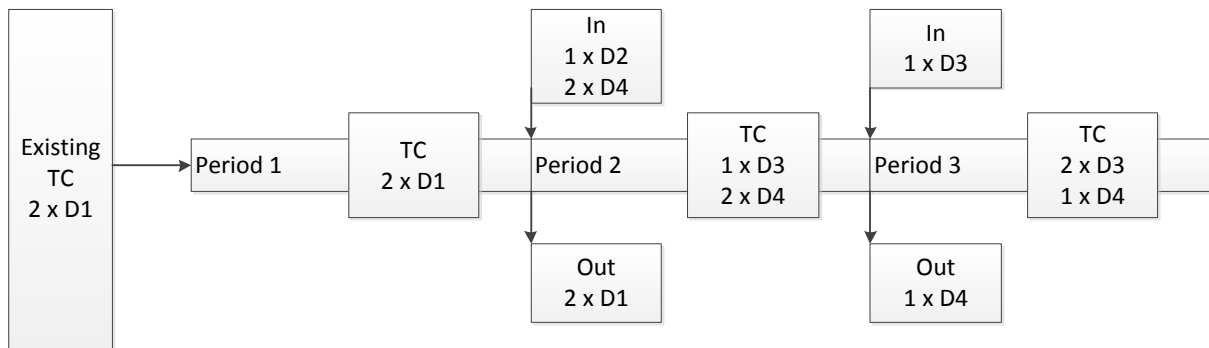 Existing
TC
2 x D1
Period 1
TC
2 x D1
In
1 x D2
2 x D4
Period 2
Out
2 x D1
TC
1 x D3
2 x D4
In
1 x D3
Period 3
Out
1 x D4
TC
2 x D3
1 x D4